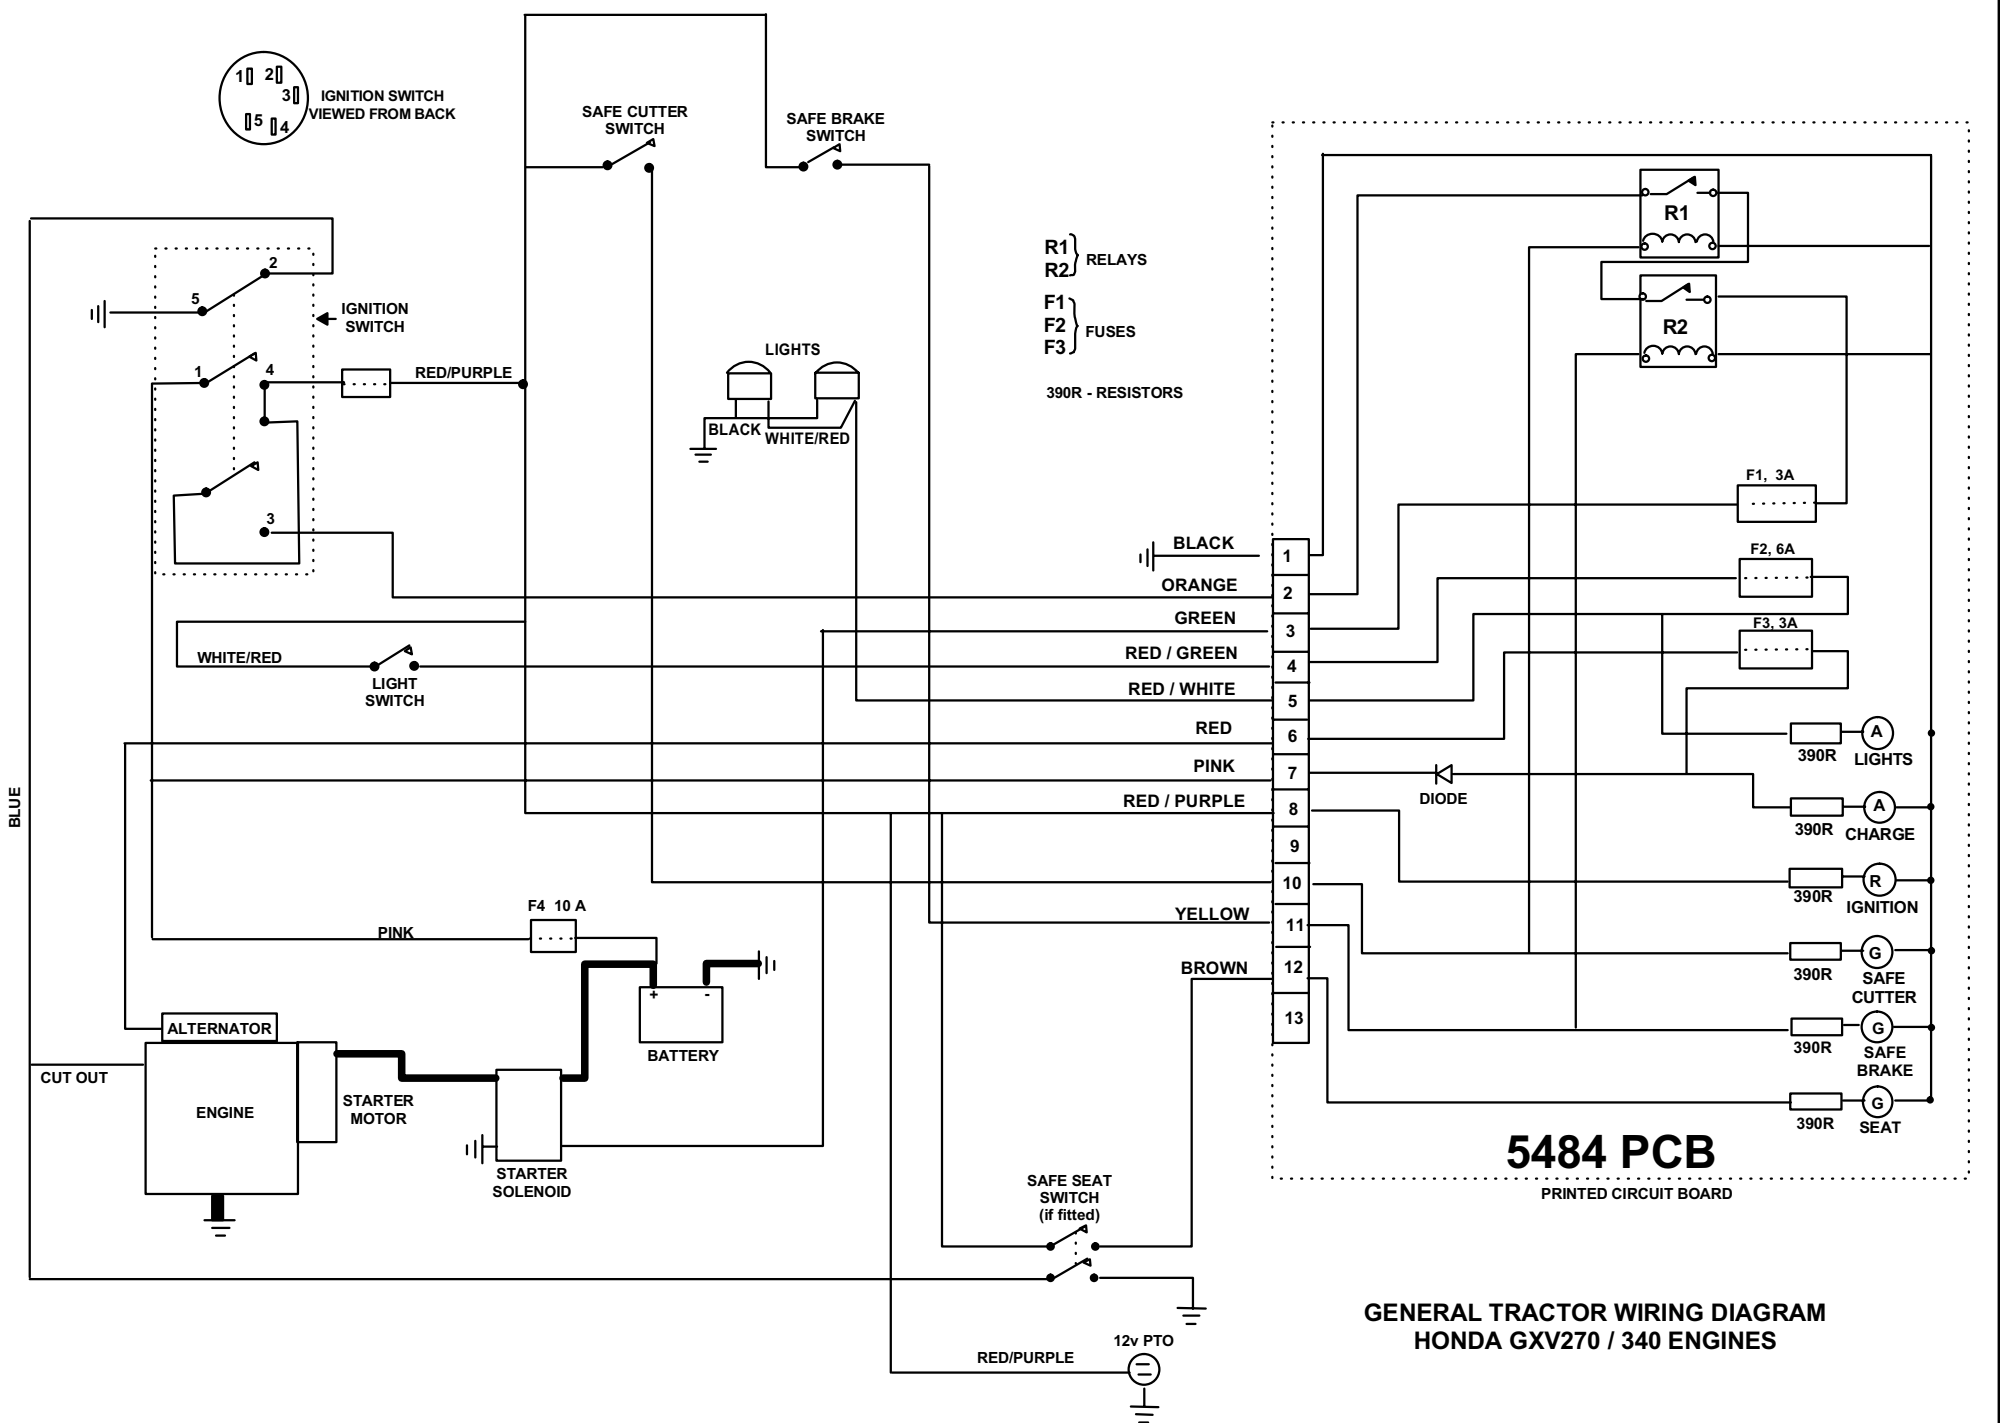 1 2
3
5 4
IGNITION SWITCH
VIEWED FROM BACK
SAFE CUTTER
SWITCH
SAFE BRAKE
SWITCH
2
5
IGNITION
SWITCH
1 4
RED/PURPLE
3
LIGHTS
BLACK
WHITE/RED
R1
R2
RELAYS
F1
F2
F3
FUSES
390R - RESISTORS
R1
R2
F1, 3A
F2, 6A
F3, 3A
BLACK 1
ORANGE 2
GREEN 3
RED / GREEN 4
RED / WHITE 5
RED 6
PINK 7
RED / PURPLE 8
9
10
YELLOW 11
BROWN 12
13
WHITE/RED
LIGHT
SWITCH
BLUE
DIODE
A
390R LIGHTS
A
390R CHARGE
R
390R IGNITION
G
390R SAFE
CUTTER
G
390R SAFE
BRAKE
G
390R SEAT
PINK
F4 10 A
+ -
BATTERY
ALTERNATOR
CUT OUT
ENGINE
STARTER
MOTOR
STARTER
SOLENOID
5484 PCB
PRINTED CIRCUIT BOARD
SAFE SEAT
SWITCH
(if fitted)
12v PTO
RED/PURPLE
GENERAL TRACTOR WIRING DIAGRAM
HONDA GXV270 / 340 ENGINES